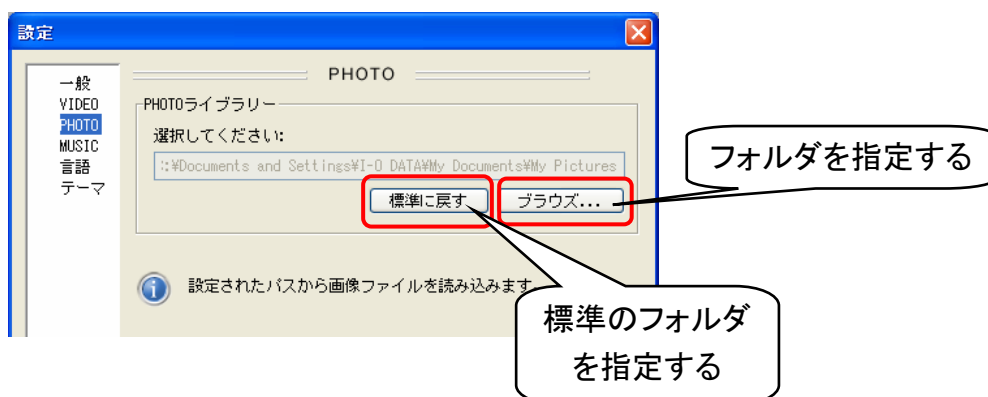 設定
一般
VIDEO
PHOTO
MUSIC
言語
テーマ
PHOTO
PHOTOライブラリー
選択してください:
:¥Documents and Settings¥I-O DATA¥My Documents¥My Pictures
標準に戻す
ブラウズ...
設定されたパスから画像ファイルを読み込みます。
フォルダを指定する
標準のフォルダ
を指定する